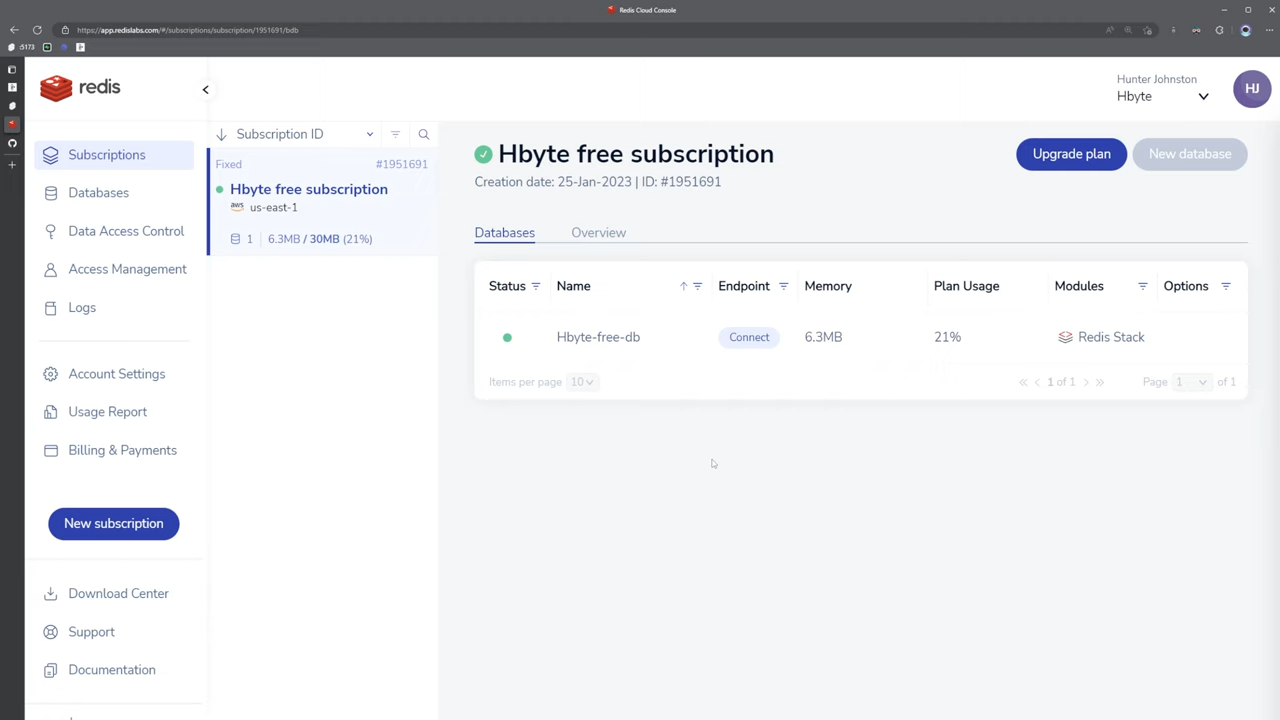 Redis Cloud Console
https://app.redislabs.com/#/subscriptions/subscription/1951691/bdb
:5173
redis
Hunter Johnston
Hbyte
HJ
Subscriptions
Databases
Data Access Control
Access Management
Logs
Account Settings
Usage Report
Billing & Payments
New subscription
Download Center
Support
Documentation
Subscription ID
Fixed #1951691
Hbyte free subscription
aws us-east-1
1 6.3MB / 30MB (21%)
Hbyte free subscription
Upgrade plan New database
Creation date: 25-Jan-2023 | ID: #1951691
Databases Overview
Status Name Endpoint Memory Plan Usage Modules Options
Hbyte-free-db Connect 6.3MB 21% Redis Stack
Items per page 10 1 of 1 Page 1 of 1